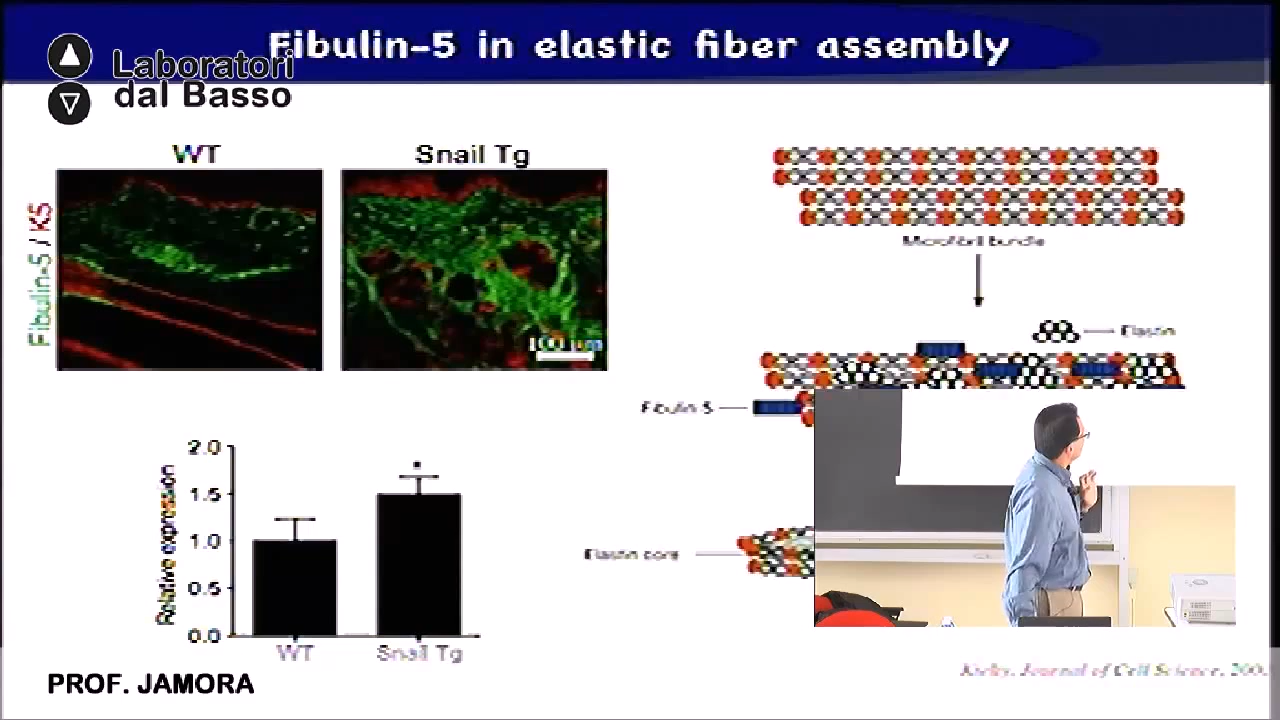 Fibulin-5 in elastic fiber assembly
Laboratori
dal Basso
WT
Snail Tg
Fibulin-5 / K5
100 µm
Microfibril bundle
Elastin
Fibulin 5
Elastin core
Relative expression
2.0
1.5
1.0
0.5
0.0
WT
Snail Tg
PROF. JAMORA
Journal of Cell Science,